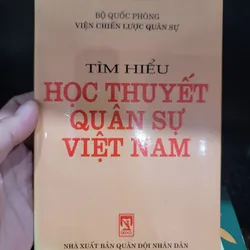 BỘ QUỐC PHÒNG
VIỆN CHIẾN LƯỢC QUÂN SỰ
TÌM HIỂU
HỌC THUYẾT
QUÂN SỰ
VIỆT NAM
NHÀ XUẤT BẢN QUÂN ĐỘI NHÂN DÂN